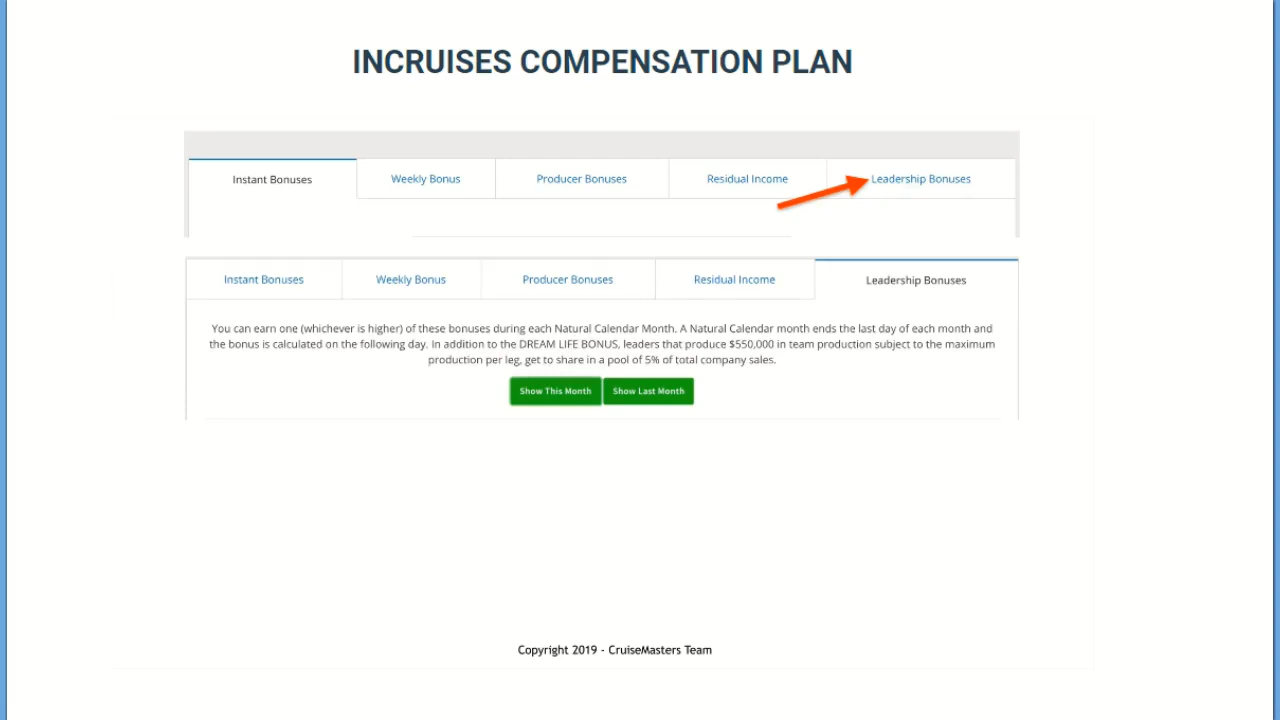 INCRUISES COMPENSATION PLAN
Instant Bonuses Weekly Bonus Producer Bonuses Residual Income Leadership Bonuses
Instant Bonuses Weekly Bonus Producer Bonuses Residual Income Leadership Bonuses
You can earn one (whichever is higher) of these bonuses during each Natural Calendar Month. A Natural Calendar month ends the last day of each month and
the bonus is calculated on the following day. In addition to the DREAM LIFE BONUS, leaders that produce $550,000 in team production subject to the maximum
production per leg, get to share in a pool of 5% of total company sales.
Show This Month Show Last Month
Copyright 2019 - CruiseMasters Team